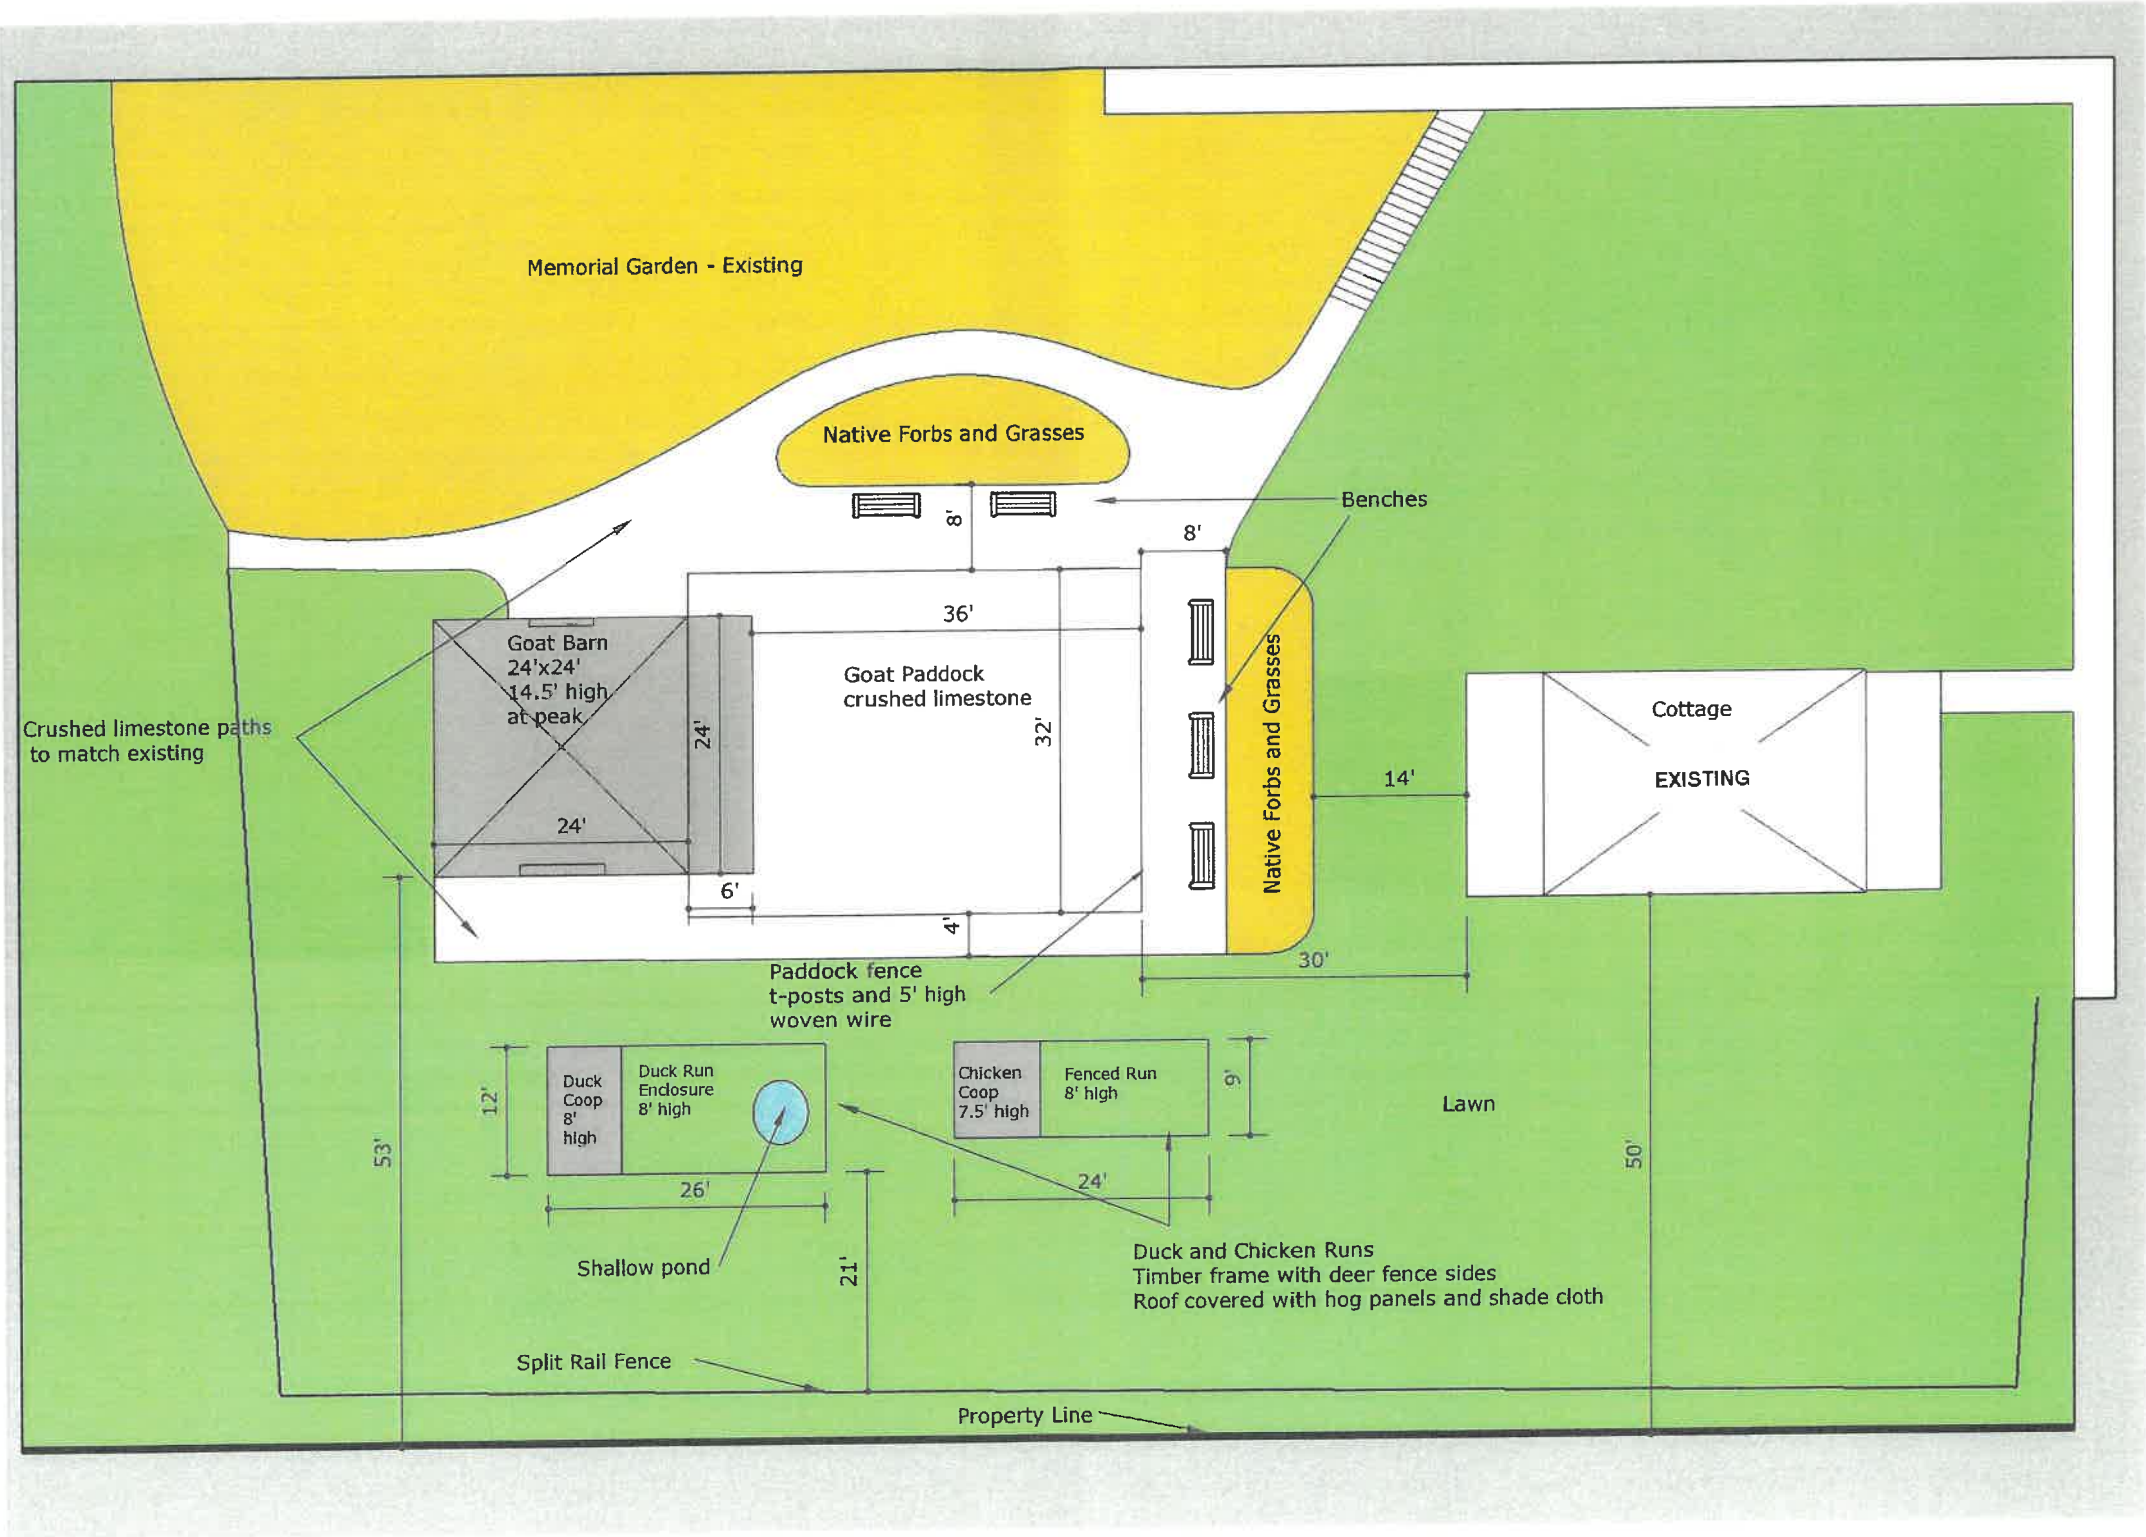 Memorial Garden - Existing
Native Forbs and Grasses
Benches
8'
8'
36'
Goat Barn
24'x24'
14.5' high
at peak
Goat Paddock
crushed limestone
24'
32'
24'
6'
4'
Native Forbs and Grasses
14'
Cottage
EXISTING
Crushed limestone paths
to match existing
30'
Paddock fence
t-posts and 5' high
woven wire
12'
Duck
Coop
8'
high
Duck Run
Enclosure
8' high
Chicken
Coop
7.5' high
Fenced Run
8' high
9'
Lawn
53'
50'
26'
24'
21'
Shallow pond
Duck and Chicken Runs
Timber frame with deer fence sides
Roof covered with hog panels and shade cloth
Split Rail Fence
Property Line